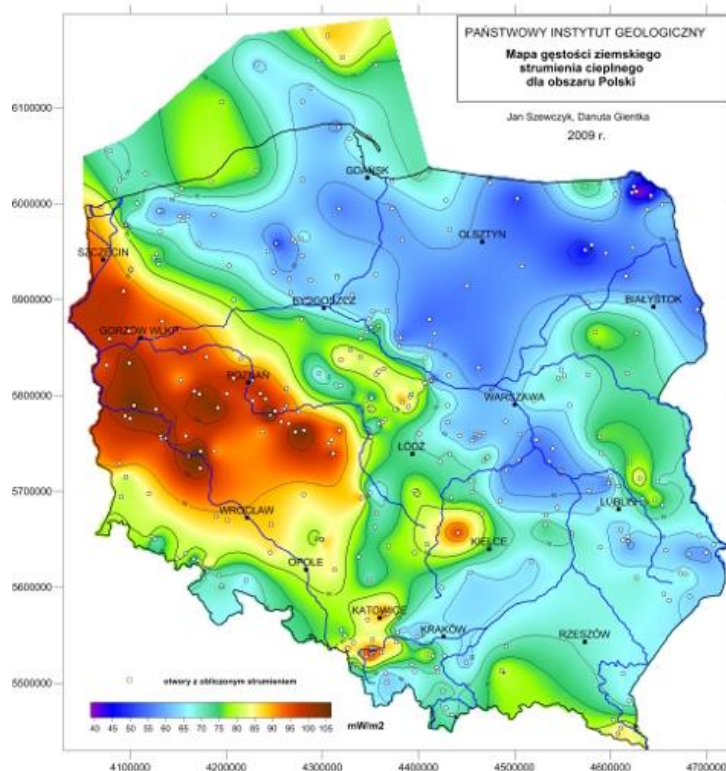 PAŃSTWOWY INSTYTUT GEOLOGICZNY
Mapa gęstości ziemskiego
strumienia cieplnego
dla obszaru Polski
Jan Szewczyk, Danuta Gientka
2009 r.
6100000
6000000
5900000
5800000
5700000
5600000
5500000
GDAŃSK
OLSZTYN
SZCZECIN
BYDGOSZCZ
BIAŁYSTOK
GORZÓW WLKP.
POZNAŃ
WARSZAWA
ŁÓDŹ
LUBLIN
WROCŁAW
KIELCE
OPOLE
KATOWICE
KRAKÓW
RZESZÓW
otwory z obliczonym strumieniem
40 45 50 55 60 65 70 75 80 85 90 95 100 105
mW/m2
4100000 4200000 4300000 4400000 4500000 4600000 4700000